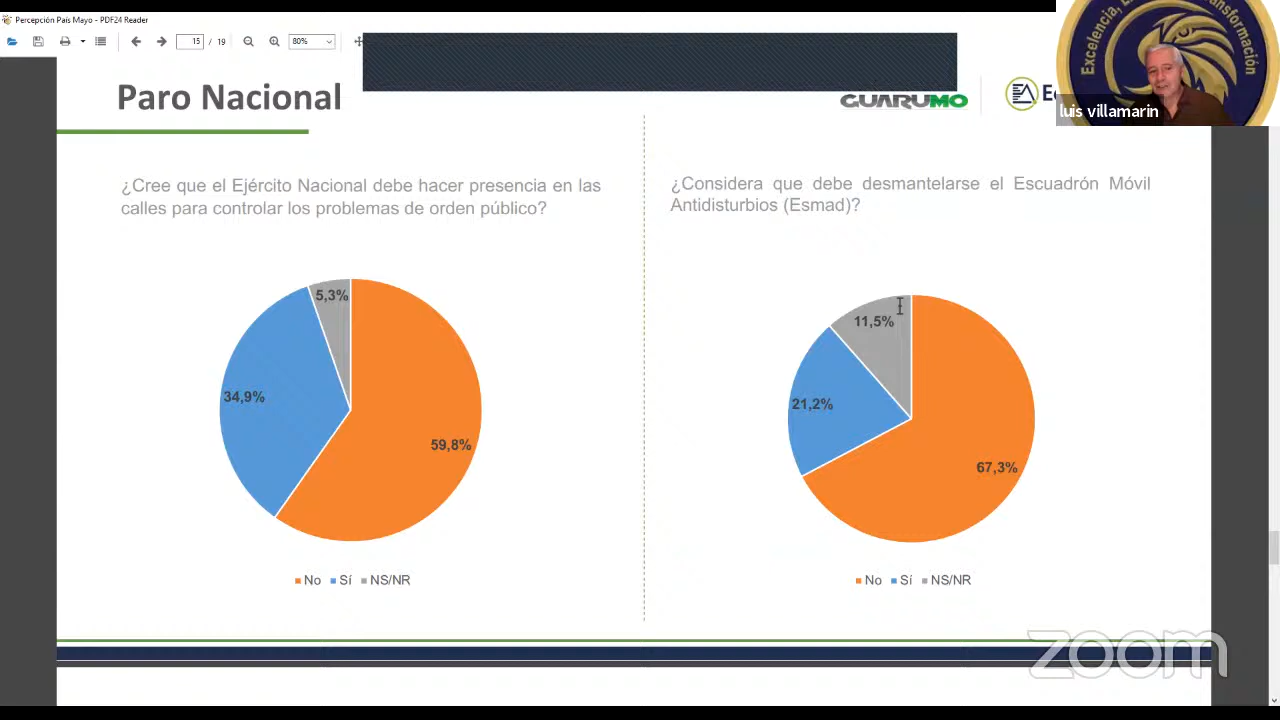 Percepción País Mayo - PDF24 Reader
15 / 19
80%
Paro Nacional
GUARUMO
Excelencia,
luis villamarin
¿Cree que el Ejército Nacional debe hacer presencia en las
calles para controlar los problemas de orden público?
5,3%
34,9%
59,8%
No Sí NS/NR
¿Considera que debe desmantelarse el Escuadrón Móvil
Antidisturbios (Esmad)?
11,5%
21,2%
67,3%
No Sí NS/NR
zoom